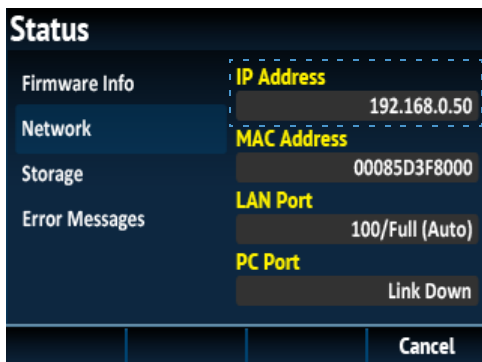 Status
Firmware Info
Network
Storage
Error Messages
IP Address
192.168.0.50
MAC Address
00085D3F8000
LAN Port
100/Full (Auto)
PC Port
Link Down
Cancel